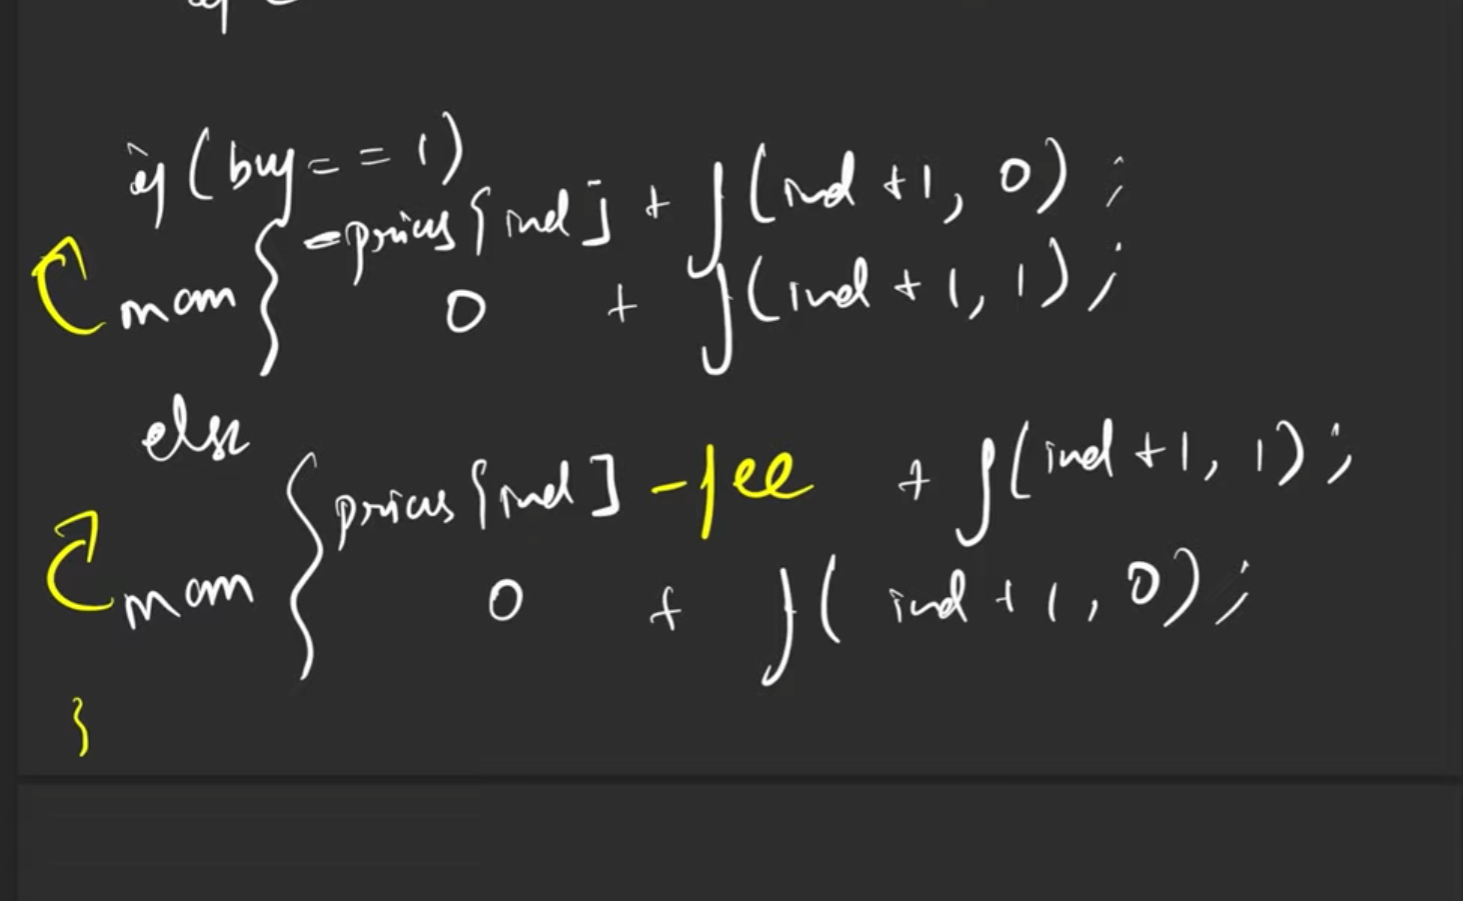 if (buy == 1)
max { -prices[ind] + f(ind +1, 0);
0 + f(ind +1, 1);
else
max { prices[ind] - fee + f(ind +1, 1);
0 + f(ind +1, 0);
}